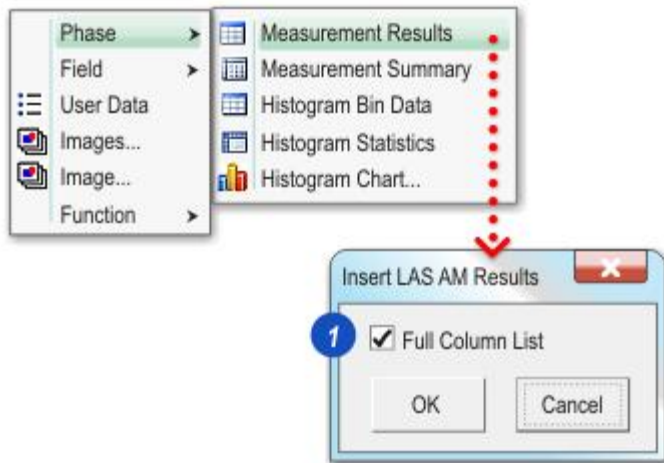 Phase
Field
User Data
Images...
Image...
Function
Measurement Results
Measurement Summary
Histogram Bin Data
Histogram Statistics
Histogram Chart...
Insert LAS AM Results
1
Full Column List
OK
Cancel